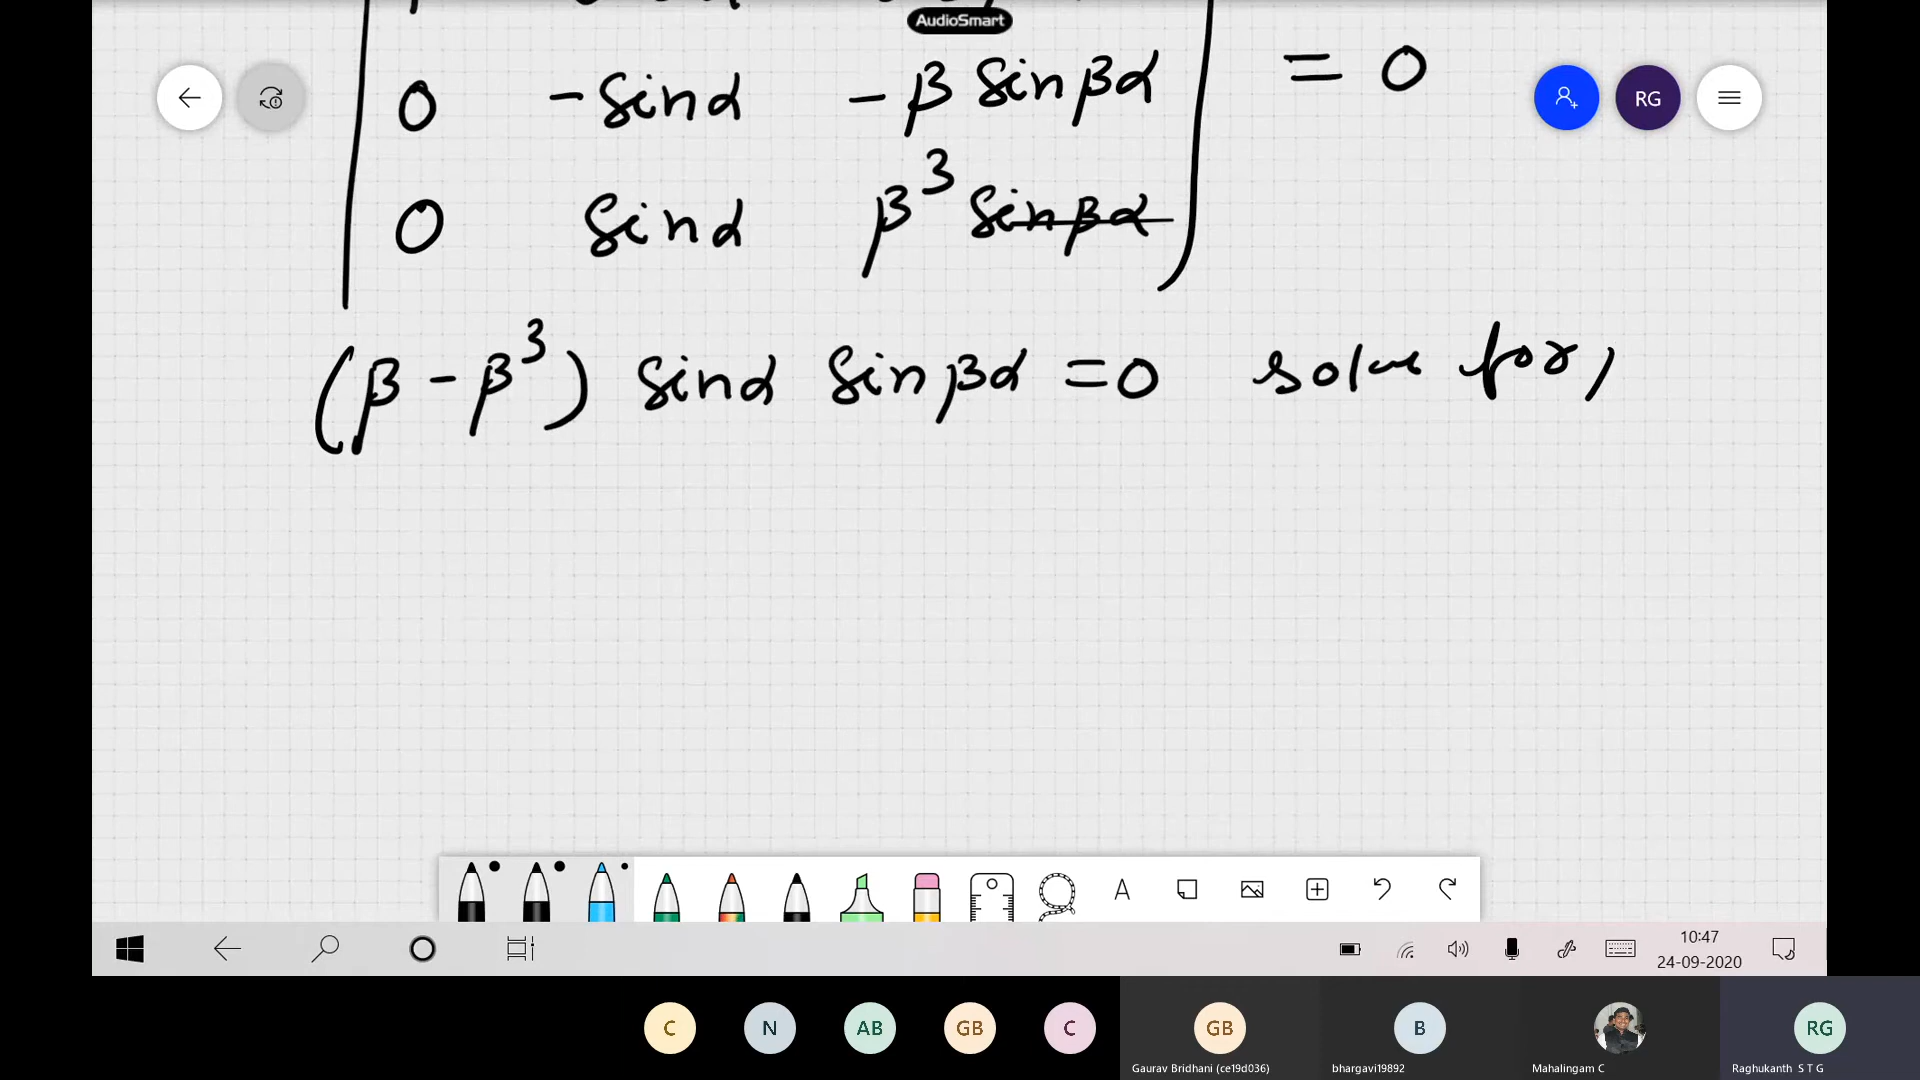 AudioSmart
0 -sinα -β sinβα = 0
0 sinα β³ sinβα
(β - β³) sinα sinβα = 0 solve for,
RG
A
10:47
24-09-2020
C N AB GB C GB B RG
Gaurav Bridhani (ce19d036) bhargavi19892 Mahalingam C Raghukanth S T G